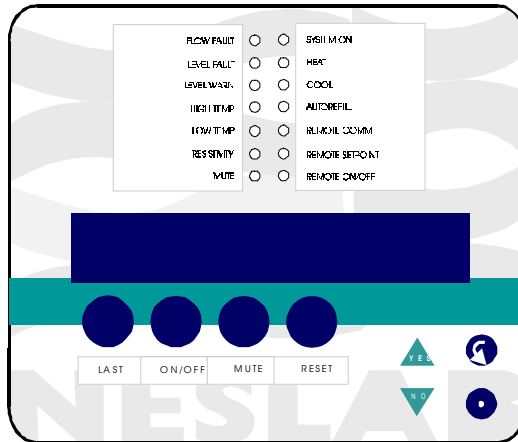 FLOW FAULT
LEVEL FAULT
LEVEL WARN
HIGH TEMP
LOW TEMP
RESISTIVITY
MUTE
SYSTEM ON
HEAT
COOL
AUTOREFILL
REMOTE COMM
REMOTE SETPOINT
REMOTE ON/OFF
LAST
ON/OFF
MUTE
RESET
YES
NO
NESLAB